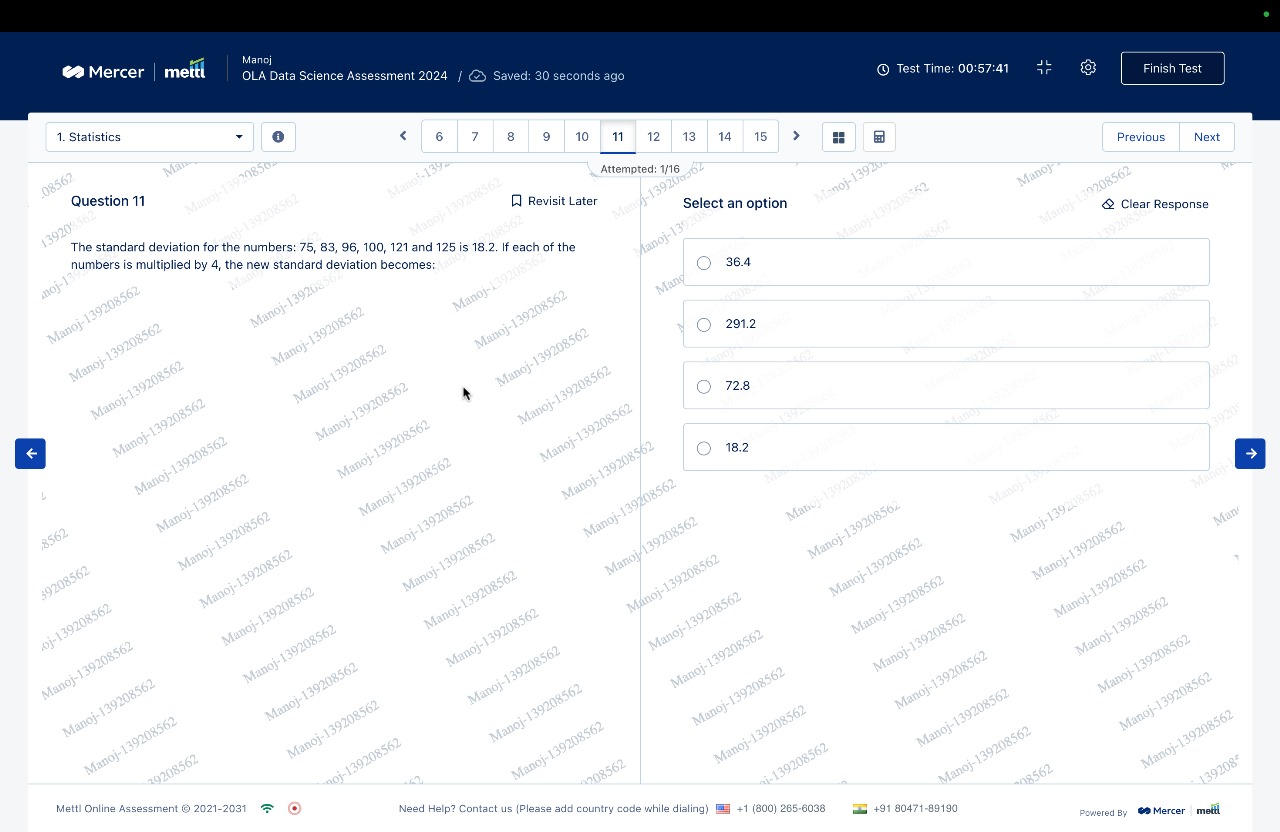 Manoj
Mercer | mettl
OLA Data Science Assessment 2024 / Saved: 30 seconds ago
Test Time: 00:57:41
Finish Test
1. Statistics
6 7 8 9 10 11 12 13 14 15
Previous Next
Attempted: 1/16
Question 11
Revisit Later
The standard deviation for the numbers: 75, 83, 96, 100, 121 and 125 is 18.2. If each of the
numbers is multiplied by 4, the new standard deviation becomes:
Select an option
Clear Response
36.4
291.2
72.8
18.2
Manoj-139208562
Mettl Online Assessment © 2021-2031
Need Help? Contact us (Please add country code while dialing) +1 (800) 265-6038 +91 80471-89190
Powered By Mercer | mettl